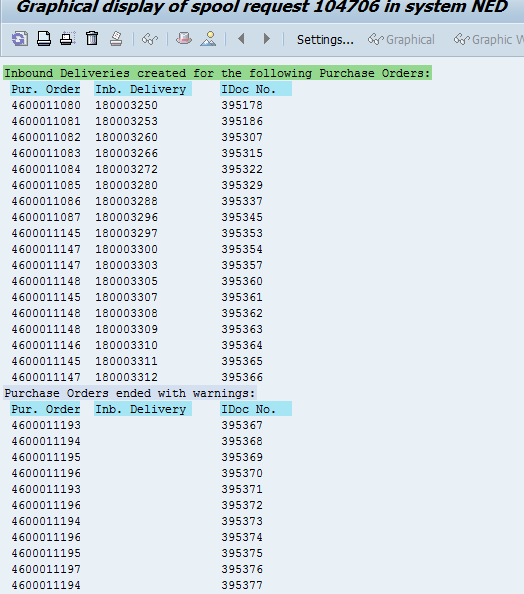 Graphical display of spool request 104706 in system NED
Settings... Graphical Graphic W
Inbound Deliveries created for the following Purchase Orders:
Pur. Order Inb. Delivery IDoc No.
4600011080 180003250 395178
4600011081 180003253 395186
4600011082 180003260 395307
4600011083 180003266 395315
4600011084 180003272 395322
4600011085 180003280 395329
4600011086 180003288 395337
4600011087 180003296 395345
4600011145 180003297 395353
4600011147 180003300 395354
4600011147 180003303 395357
4600011148 180003305 395360
4600011145 180003307 395361
4600011148 180003308 395362
4600011148 180003309 395363
4600011146 180003310 395364
4600011145 180003311 395365
4600011147 180003312 395366
Purchase Orders ended with warnings:
Pur. Order Inb. Delivery IDoc No.
4600011193 395367
4600011194 395368
4600011195 395369
4600011196 395370
4600011193 395371
4600011196 395372
4600011194 395373
4600011196 395374
4600011195 395375
4600011197 395376
4600011194 395377